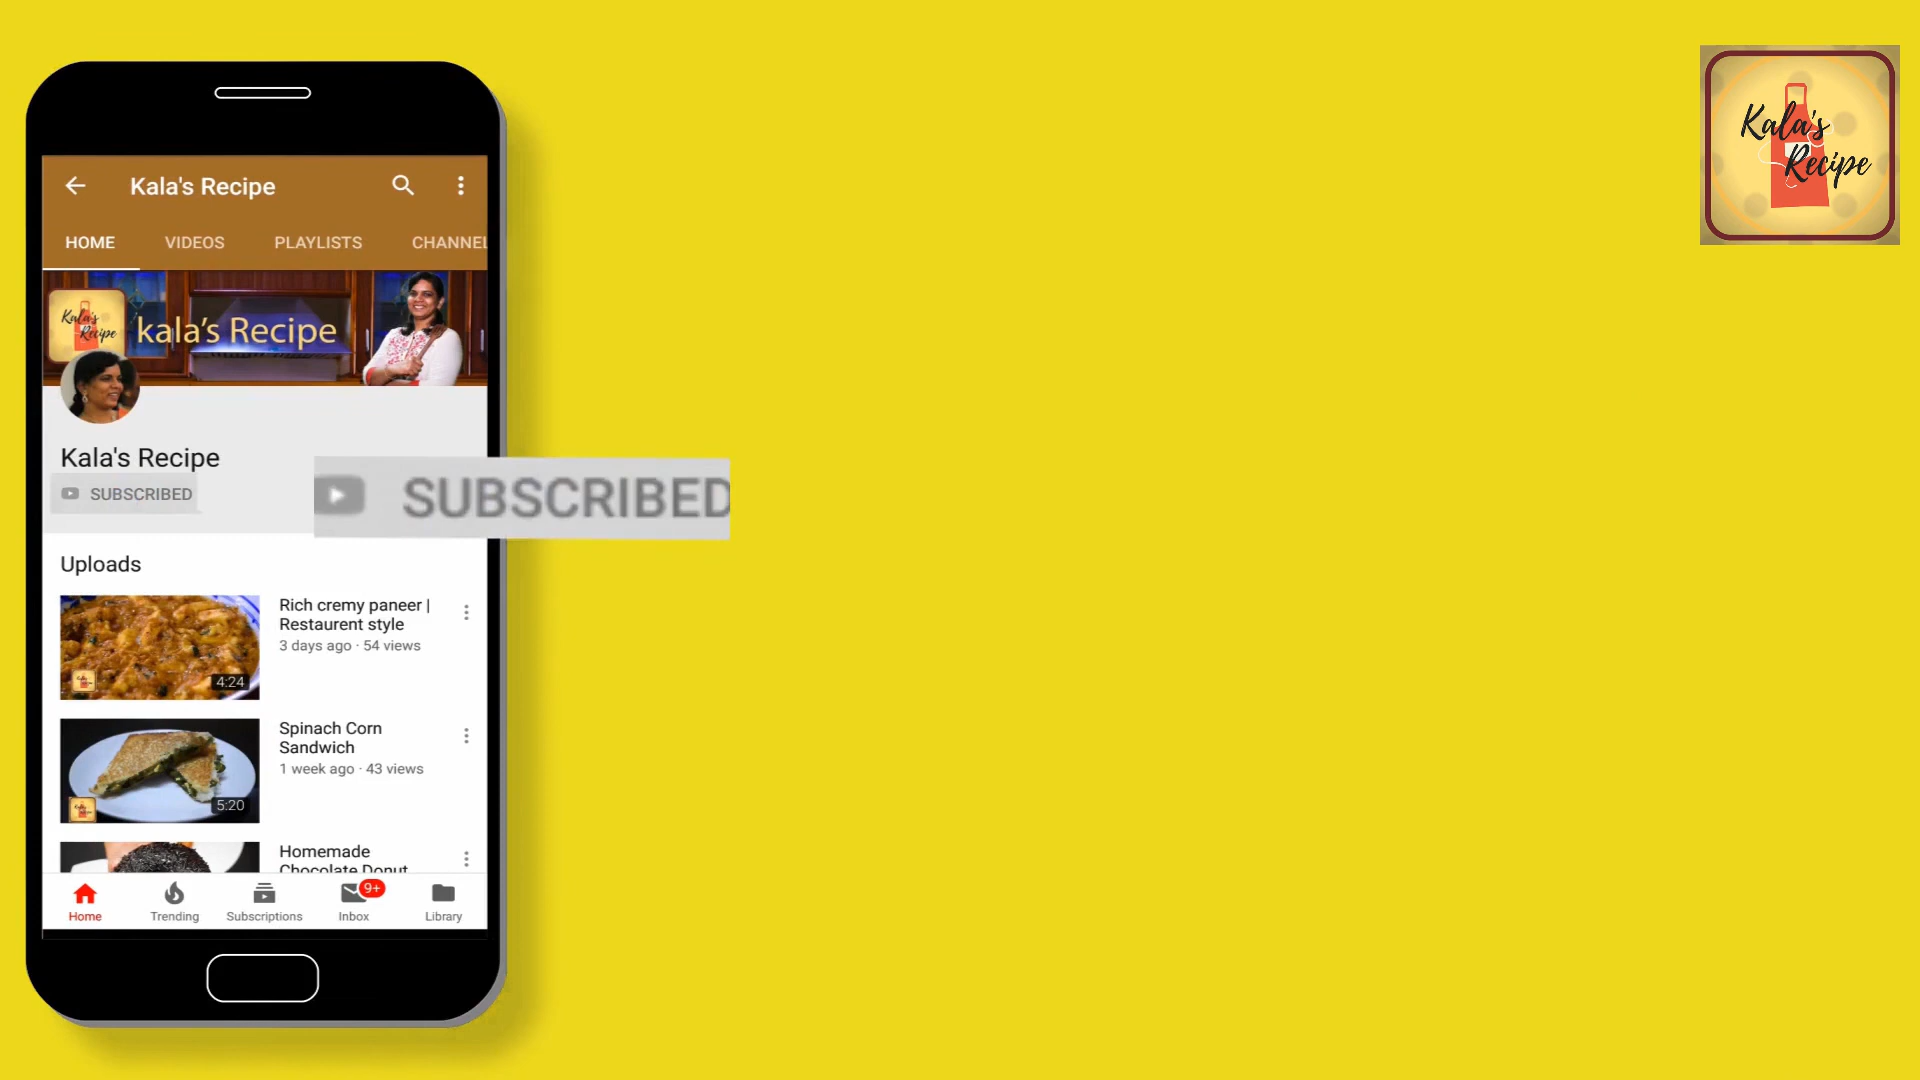 Kala's Recipe
HOME VIDEOS PLAYLISTS CHANNEL
Kala's
Recipe
kala's Recipe
Kala's Recipe
SUBSCRIBED
SUBSCRIBED
Uploads
Rich cremy paneer |
Restaurent style
3 days ago · 54 views
4:24
Spinach Corn
Sandwich
1 week ago · 43 views
5:20
Homemade
Chocolate Donut
Home Trending Subscriptions Inbox Library
9+
Kala's
Recipe